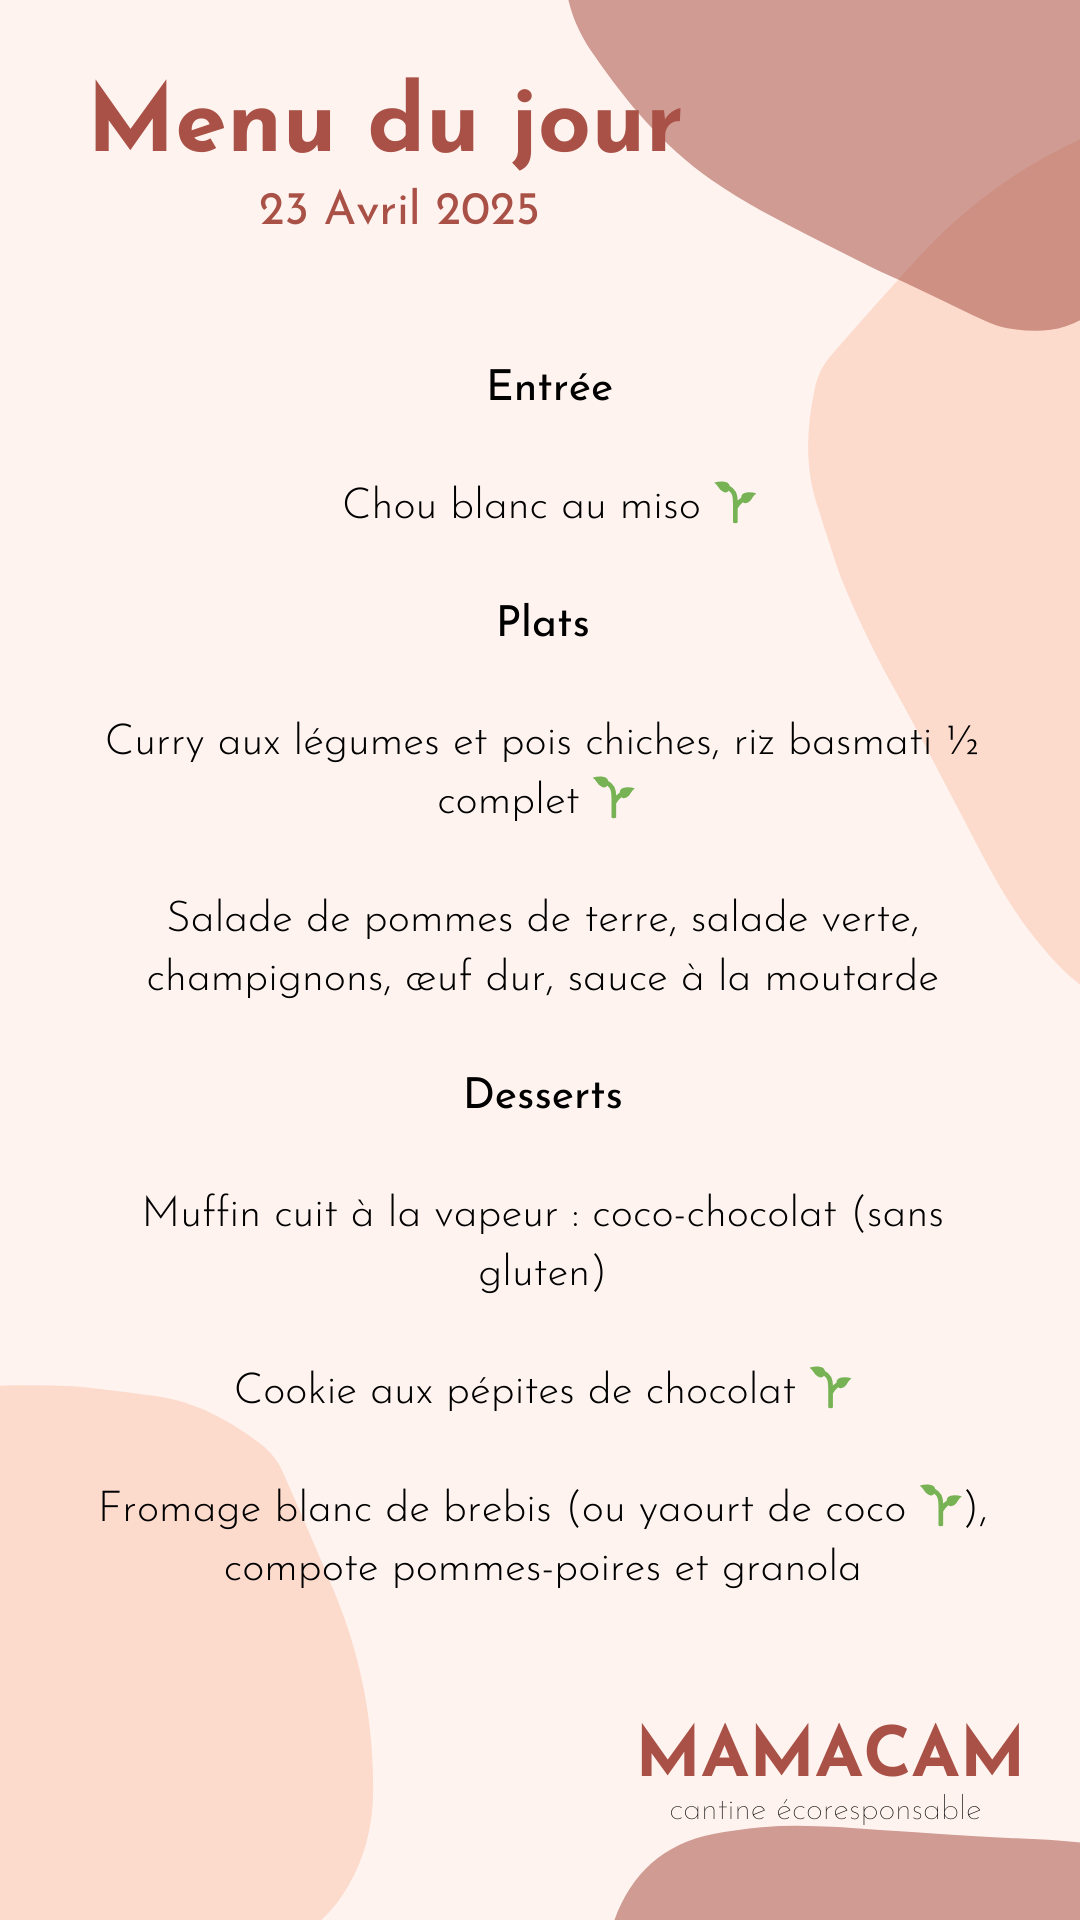 Menu du jour
23 Avril 2025
Entrée
Chou blanc au miso 🌱
Plats
Curry aux légumes et pois chiches, riz basmati ½
complet 🌱
Salade de pommes de terre, salade verte,
champignons, œuf dur, sauce à la moutarde
Desserts
Muffin cuit à la vapeur : coco-chocolat (sans
gluten)
Cookie aux pépites de chocolat 🌱
Fromage blanc de brebis (ou yaourt de coco 🌱),
compote pommes-poires et granola
MAMACAM
cantine écoresponsable